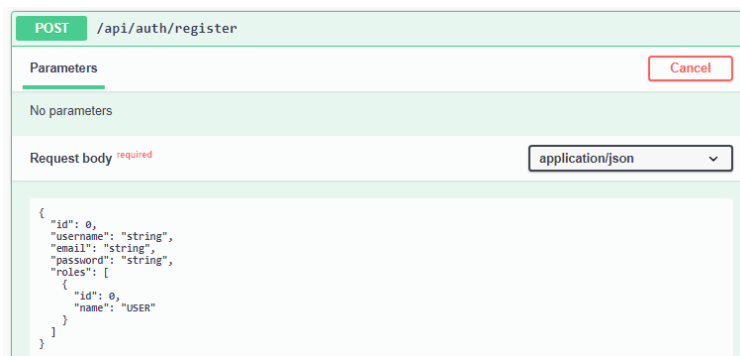 POST /api/auth/register
Parameters Cancel
No parameters
Request body required application/json
{
  "id": 0,
  "username": "string",
  "email": "string",
  "password": "string",
  "roles": [
    {
      "id": 0,
      "name": "USER"
    }
  ]
}